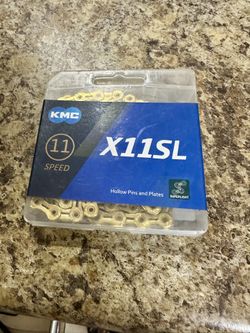 KMC
11
SPEED
X11SL
Hollow Pins and Plates
SUPERLIGHT